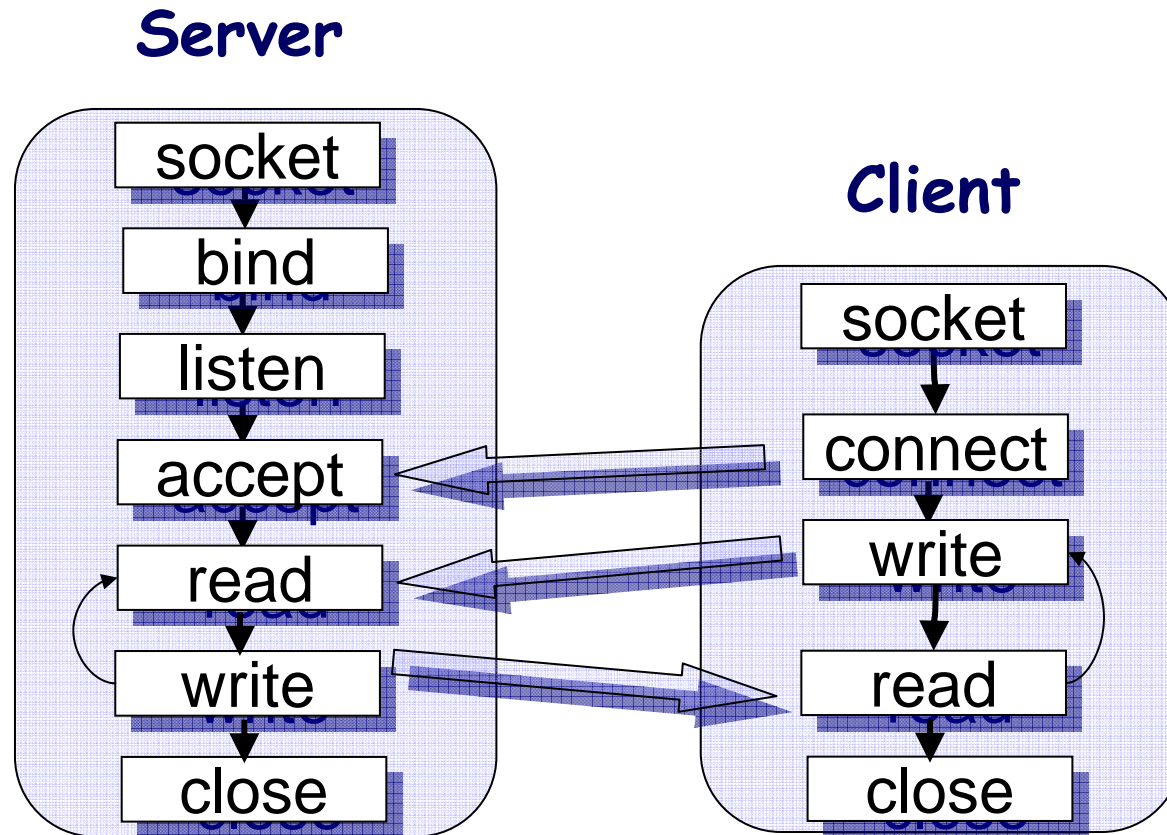 Server
socket
bind
listen
accept
read
write
close
Client
socket
connect
write
read
close